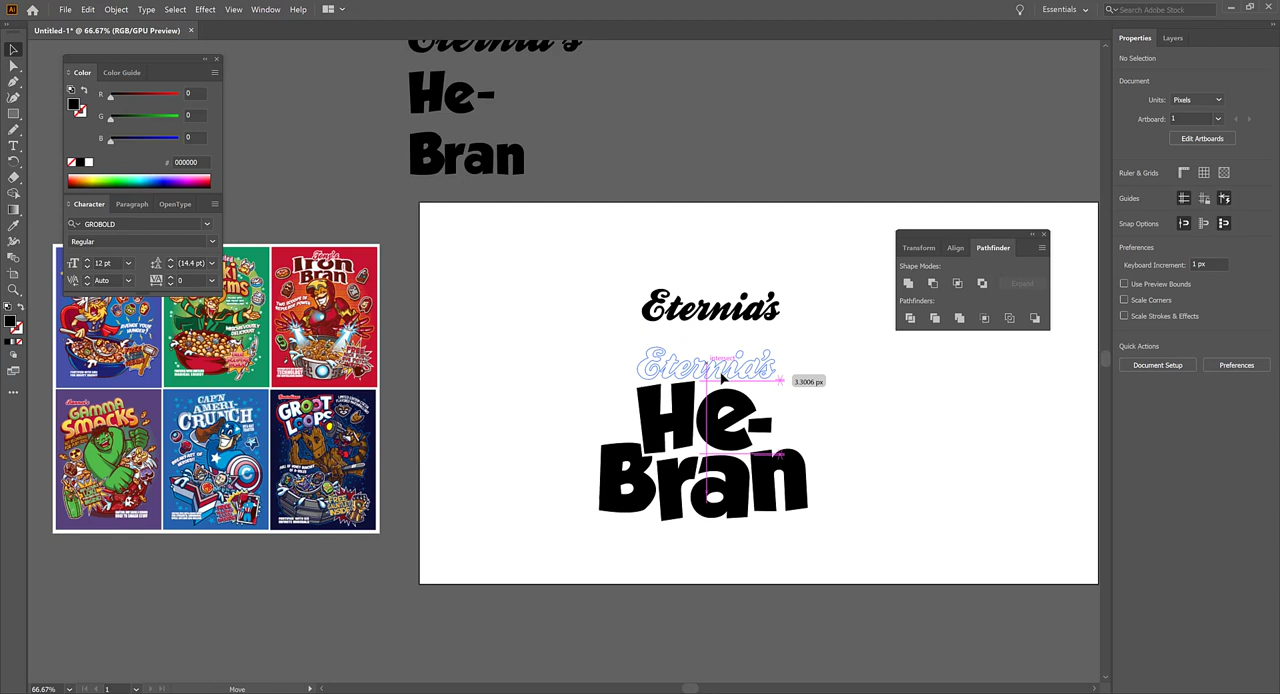 File Edit Object Type Select Effect View Window Help
Essentials
Search Adobe Stock
Untitled-1* @ 66.67% (RGB/GPU Preview)
Color Color Guide
R 0
G 0
B 0
# 000000
Character Paragraph OpenType
GROBOLD
Regular
12 pt (14.4 pt)
Auto 0
Eternia's
He-
Bran
Iron
Bran
GAMMA
SMACKS
CAP'N
AMERI-
CRUNCH
GROOT
LOOPS
Eternia's
Eternia's
intersect
3.3006 px
He-
Bran
Transform Align Pathfinder
Shape Modes:
Expand
Pathfinders:
Properties Layers
No Selection
Document
Units: Pixels
Artboard: 1
Edit Artboards
Ruler & Grids
Guides
Snap Options
Preferences
Keyboard Increment: 1 px
Use Preview Bounds
Scale Corners
Scale Strokes & Effects
Quick Actions
Document Setup Preferences
66.67% 1 Move